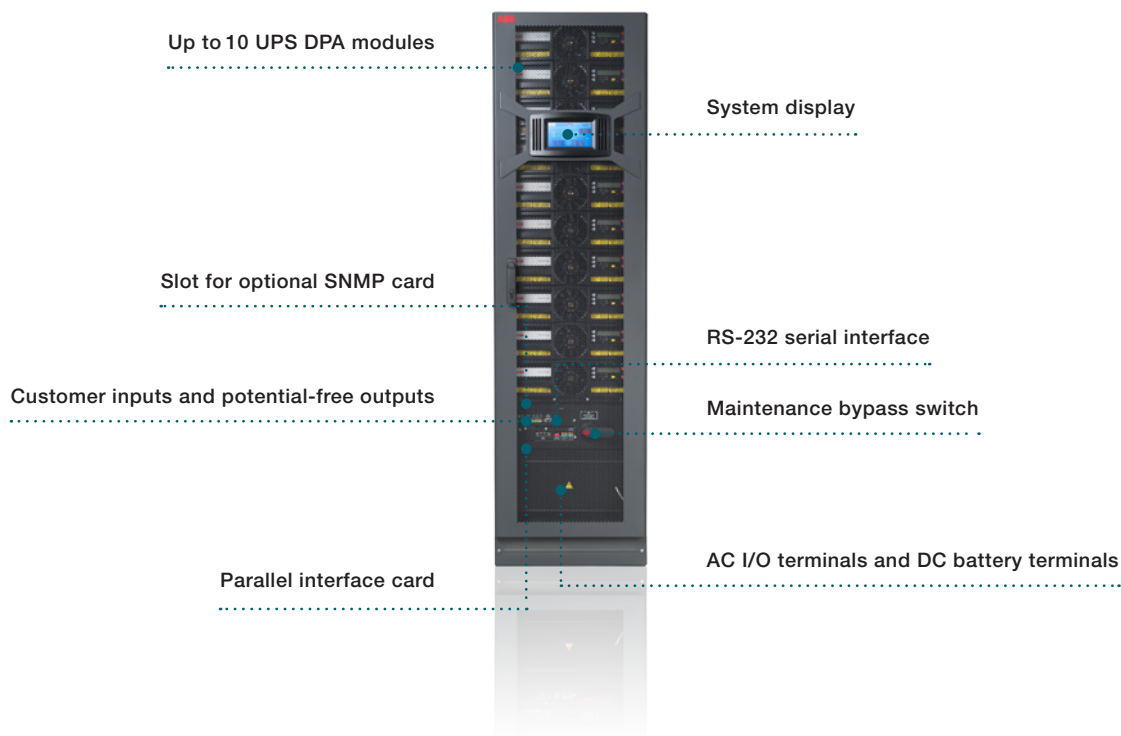 ABB
Up to 10 UPS DPA modules
System display
Slot for optional SNMP card
RS-232 serial interface
Customer inputs and potential-free outputs
Maintenance bypass switch
AC I/O terminals and DC battery terminals
Parallel interface card